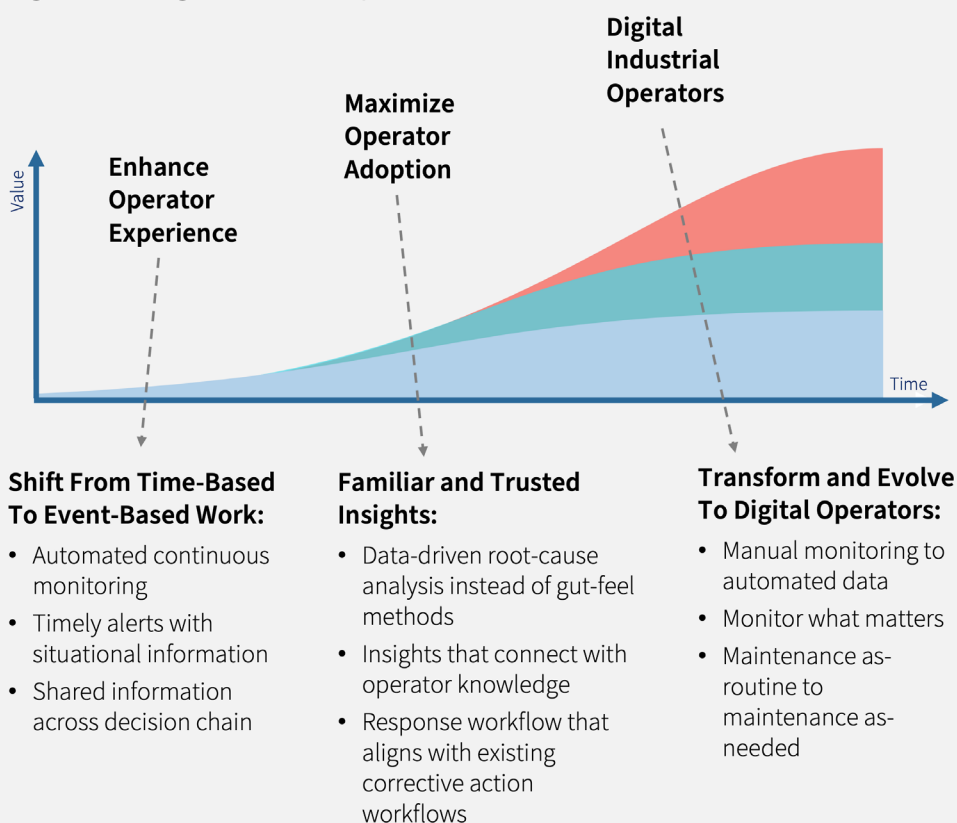 Digital
Industrial
Operators
Maximize
Operator
Adoption
Enhance
Operator
Experience
Value
Time
Shift From Time-Based
To Event-Based Work:
• Automated continuous
monitoring
• Timely alerts with
situational information
• Shared information
across decision chain
Familiar and Trusted
Insights:
• Data-driven root-cause
analysis instead of gut-feel
methods
• Insights that connect with
operator knowledge
• Response workflow that
aligns with existing
corrective action
workflows
Transform and Evolve
To Digital Operators:
• Manual monitoring to
automated data
• Monitor what matters
• Maintenance as-
routine to
maintenance as-
needed